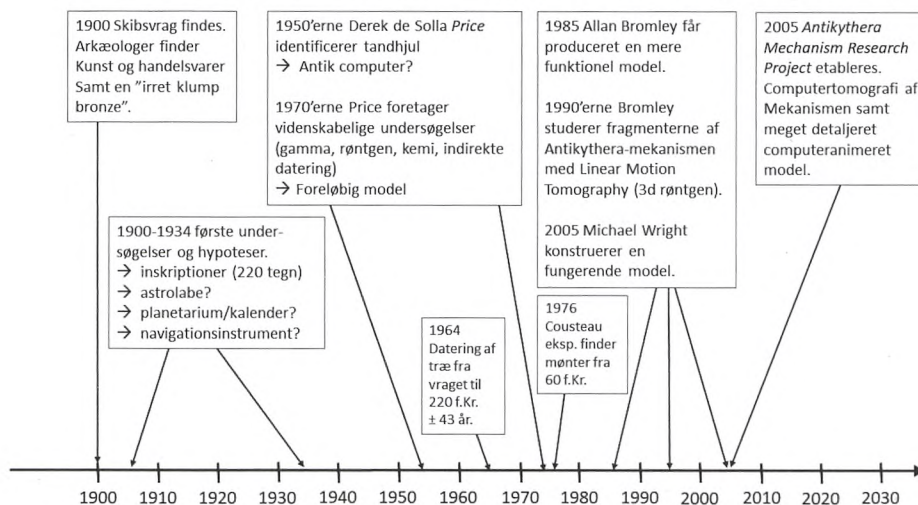 1900 Skibsvrag findes.
Arkæologer finder
Kunst og handelsvarer
Samt en ”irret klump
bronze”.
1950’erne Derek de Solla Price
identificerer tandhjul
→ Antik computer?
1970’erne Price foretager
videnskabelige undersøgelser
(gamma, røntgen, kemi, indirekte
datering)
→ Foreløbig model
1985 Allan Bromley får
produceret en mere
funktionel model.
1990’erne Bromley
studerer fragmenterne af
Antikythera-mekanismen
med Linear Motion
Tomography (3d røntgen).
2005 Michael Wright
konstruerer en
fungerende model.
2005 Antikythera
Mechanism Research
Project etableres.
Computertomografi af
Mekanismen samt
meget detaljeret
computeranimeret
model.
1900-1934 første under-
søgelser og hypoteser.
→ inskriptioner (220 tegn)
→ astrolabe?
→ planetarium/kalender?
→ navigationsinstrument?
1964
Datering af
træ fra
vraget til
220 f.Kr.
± 43 år.
1976
Cousteau
eksp. finder
mønter fra
60 f.Kr.
1900 1910 1920 1930 1940 1950 1960 1970 1980 1990 2000 2010 2020 2030